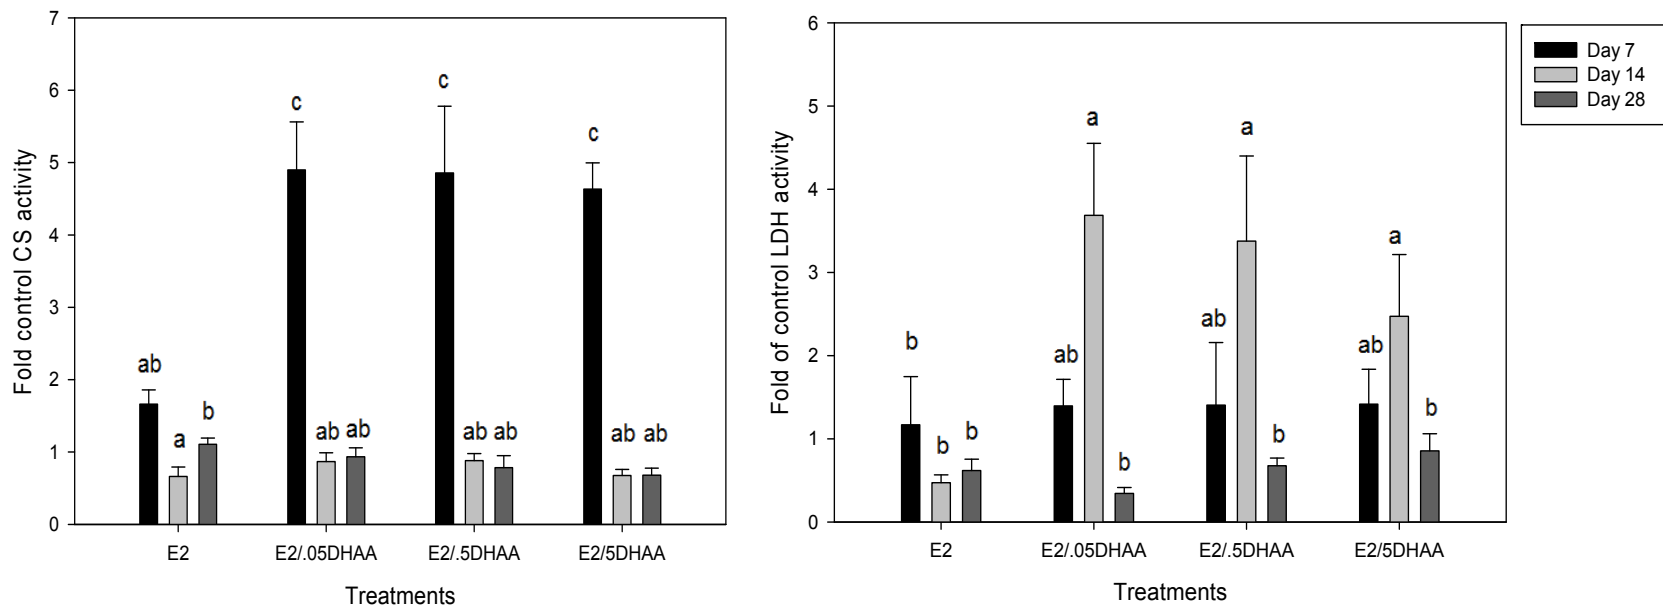 Fold control CS activity
7
6
5
4
3
2
1
0
ab
a
b
c
ab
ab
c
ab
ab
c
ab
ab
E2
E2/.05DHAA
E2/.5DHAA
E2/5DHAA
Treatments
Fold of control LDH activity
6
5
4
3
2
1
0
b
b
b
ab
a
b
ab
a
b
ab
a
b
E2
E2/.05DHAA
E2/.5DHAA
E2/5DHAA
Treatments
Day 7
Day 14
Day 28